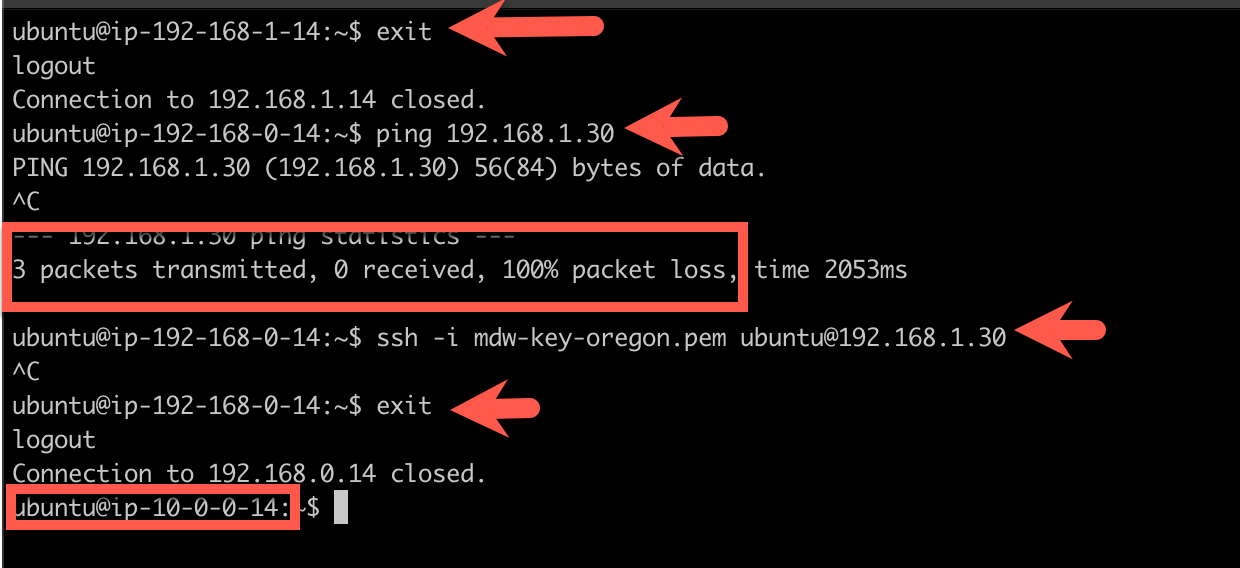 ubuntu@ip-192-168-1-14:~$ exit
logout
Connection to 192.168.1.14 closed.
ubuntu@ip-192-168-0-14:~$ ping 192.168.1.30
PING 192.168.1.30 (192.168.1.30) 56(84) bytes of data.
^C
--- 192.168.1.30 ping statistics ---
3 packets transmitted, 0 received, 100% packet loss, time 2053ms
ubuntu@ip-192-168-0-14:~$ ssh -i mdw-key-oregon.pem ubuntu@192.168.1.30
^C
ubuntu@ip-192-168-0-14:~$ exit
logout
Connection to 192.168.0.14 closed.
ubuntu@ip-10-0-0-14:~$